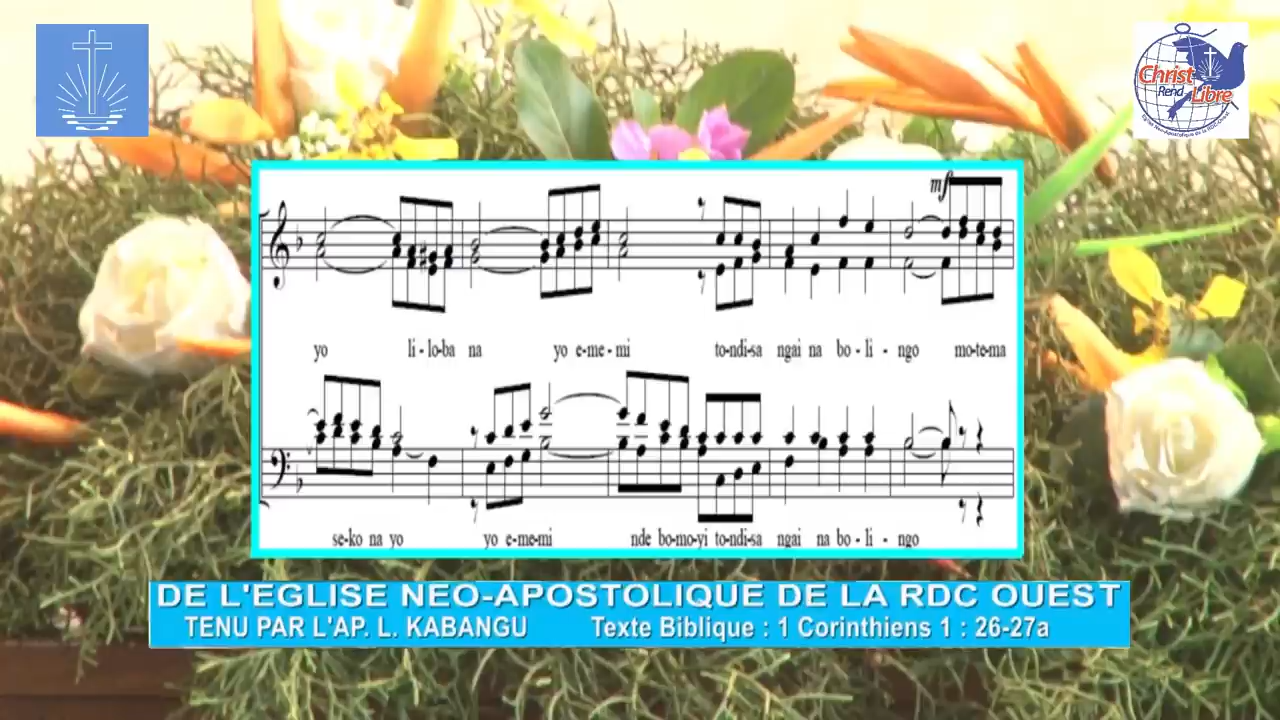 Christ
Rend
Libre
mf
yo li - lo-ba na yo e-me - mi to-ndi-sa ngai na bo - li - ngo mo-te-ma
se-ko na yo yo e-me-mi nde bo-mo-yi to-ndi-sa ngai na bo - li - ngo
DE L'EGLISE NEO-APOSTOLIQUE DE LA RDC OUEST
TENU PAR L'AP. L. KABANGU Texte Biblique : 1 Corinthiens 1 : 26-27a